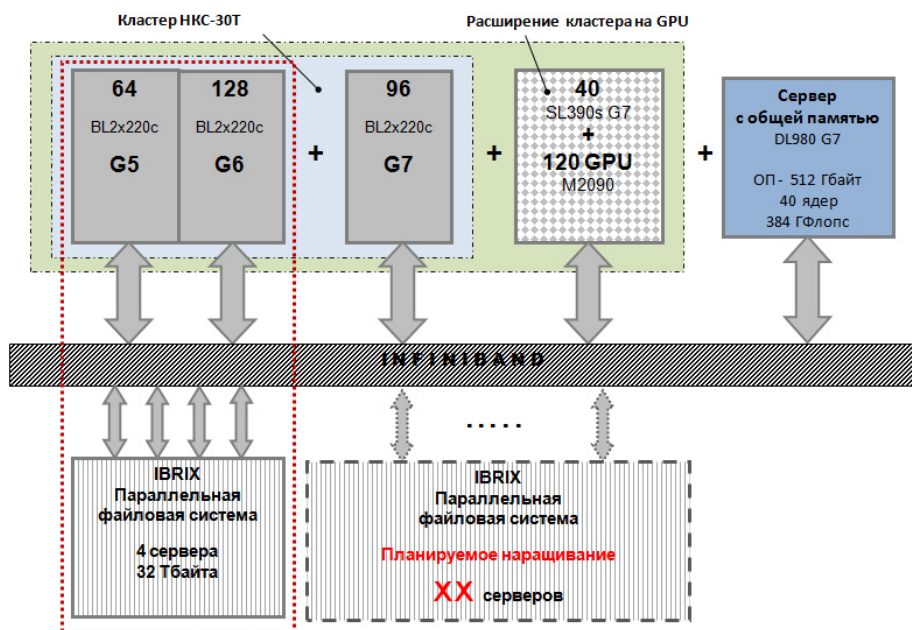 Кластер НКС-30Т
Расширение кластера на GPU
64
BL2x220c
G5
128
BL2x220c
G6
+
96
BL2x220c
G7
+
40
SL390s G7
+
120 GPU
M2090
+
Сервер
с общей памятью
DL980 G7
ОП - 512 Гбайт
40 ядер
384 ГФлопс
INFINIBAND
IBRIX
Параллельная
файловая система
4 сервера
32 Тбайта
.....
IBRIX
Параллельная
файловая система
Планируемое наращивание
XX серверов